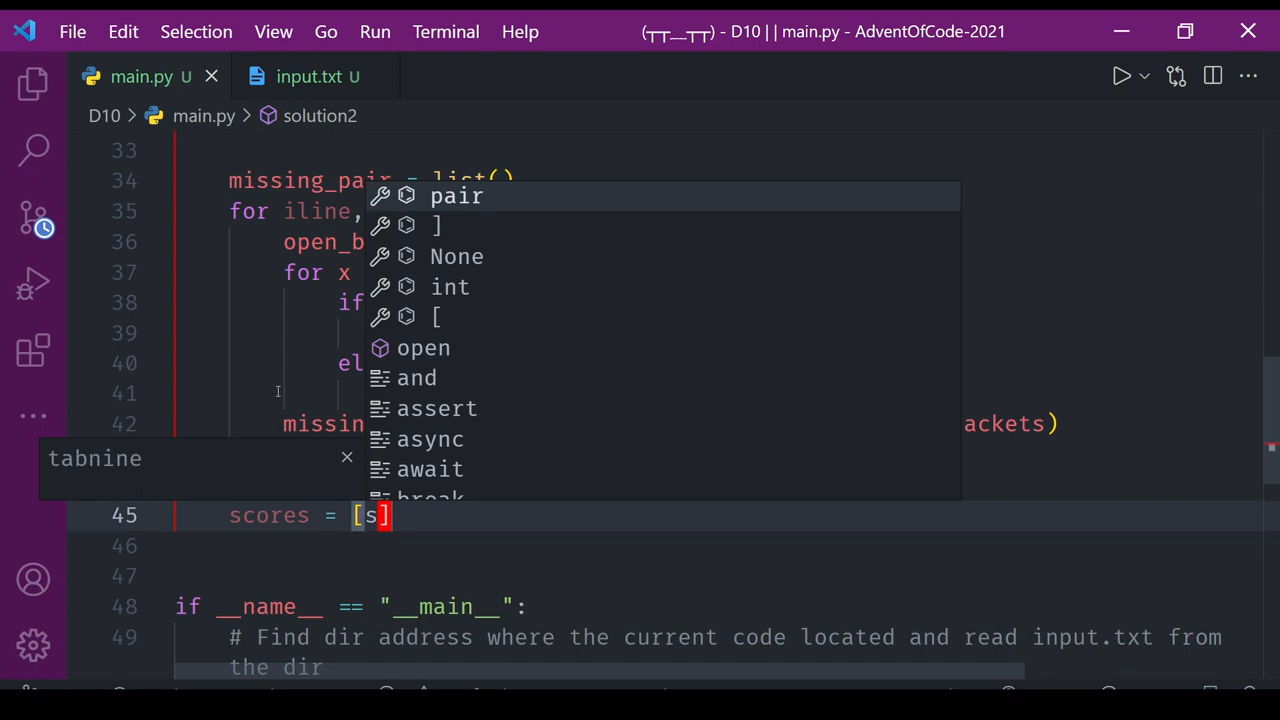 File Edit Selection View Go Run Terminal Help (┬┬﹏┬┬) - D10 || main.py - AdventOfCode-2021
main.py U input.txt U
D10 > main.py > solution2
33
34 missing_pair = list()
35 for iline,
36 open_b
37 for x
38 if
39
40 el
41
42 missin ackets)
pair
]
None
int
[
open
and
assert
async
await
break
tabnine
45 scores = [s]
46
47
48 if __name__ == "__main__":
49 # Find dir address where the current code located and read input.txt from
the dir